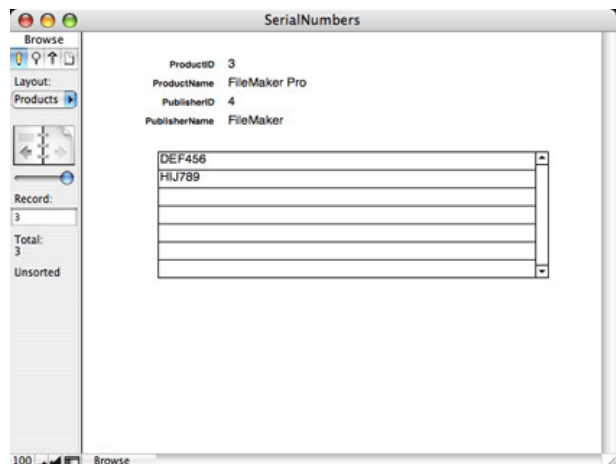 SerialNumbers
Browse
Layout:
Products
Record:
3
Total:
3
Unsorted
ProductID 3
ProductName FileMaker Pro
PublisherID 4
PublisherName FileMaker
DEF456
HIJ789
100 Browse